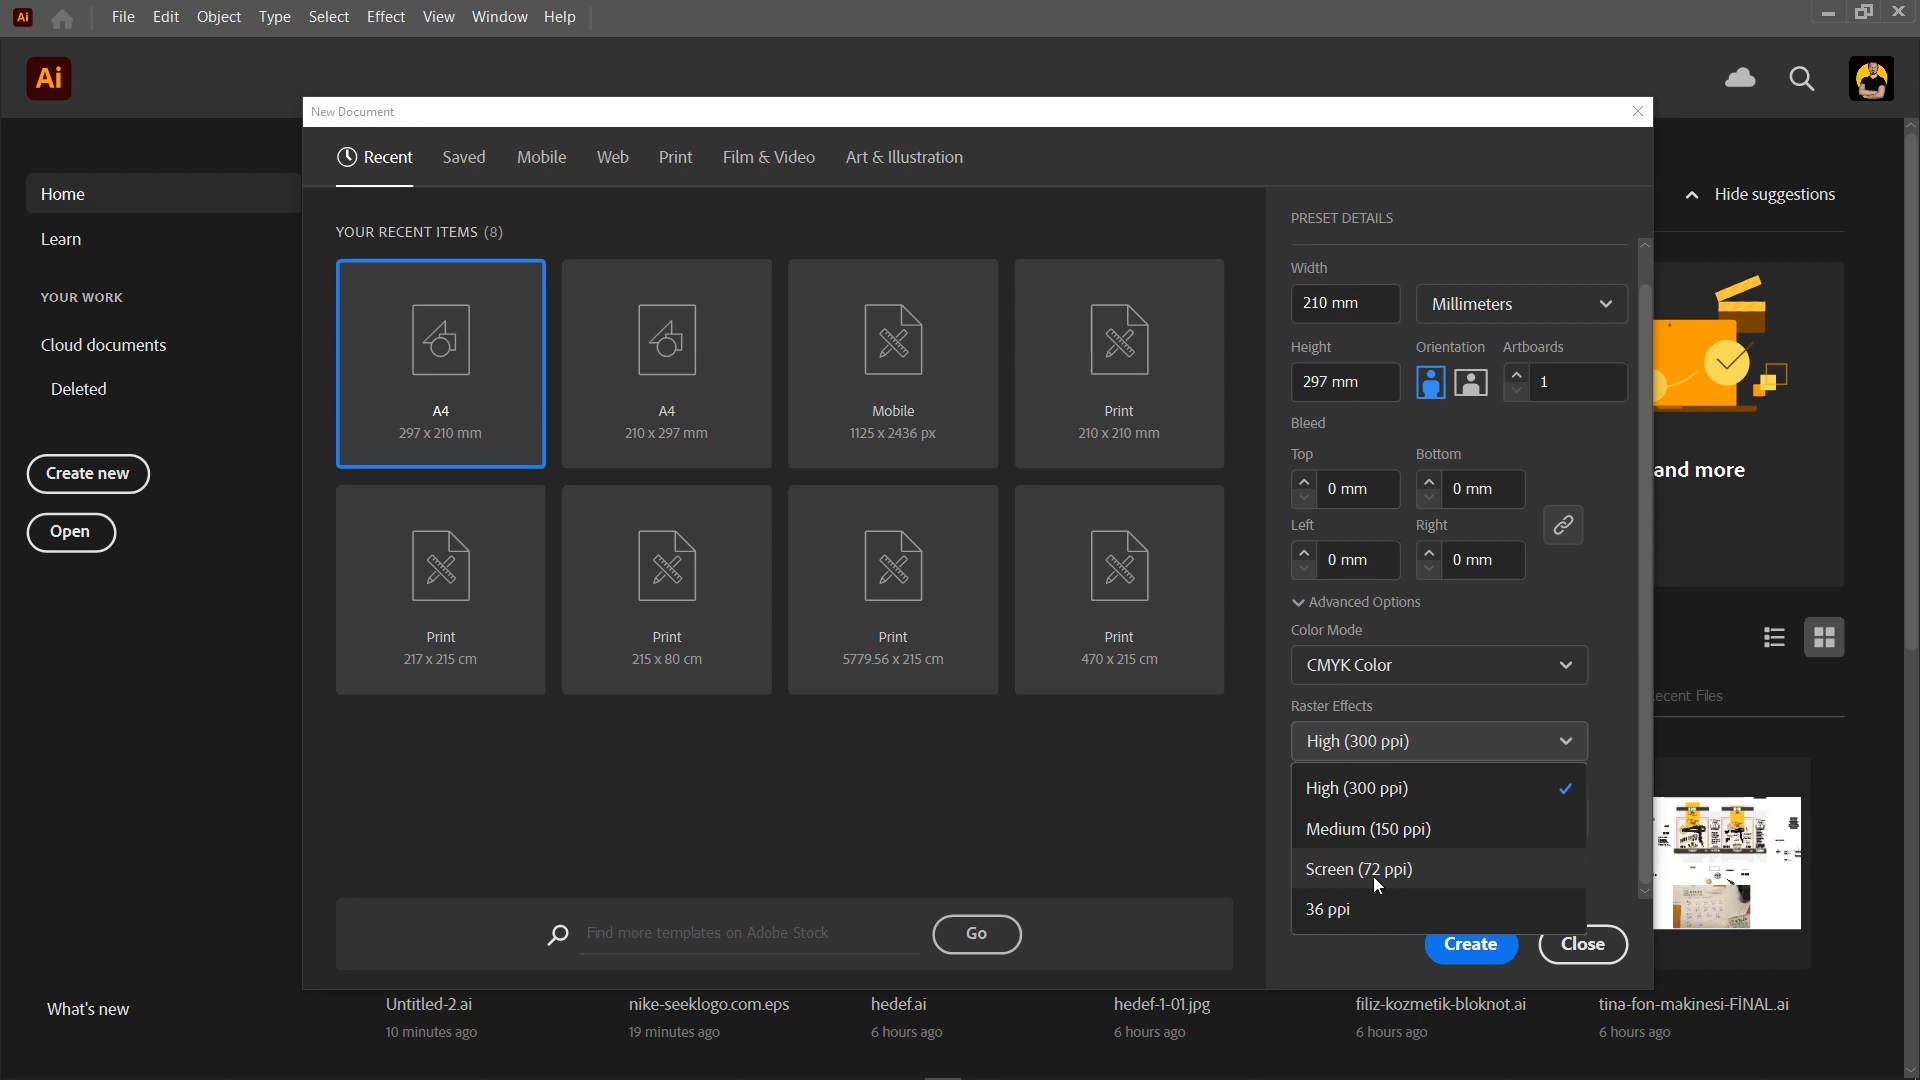 Ai File Edit Object Type Select Effect View Window Help
Ai
New Document
Recent Saved Mobile Web Print Film & Video Art & Illustration
Home
Learn
YOUR WORK
Cloud documents
Deleted
Create new
Open
What's new
YOUR RECENT ITEMS (8)
A4
297 x 210 mm
A4
210 x 297 mm
Mobile
1125 x 2436 px
Print
210 x 210 mm
Print
217 x 215 cm
Print
215 x 80 cm
Print
5779.56 x 215 cm
Print
470 x 215 cm
Find more templates on Adobe Stock
Go
PRESET DETAILS
Width
210 mm Millimeters
Height Orientation Artboards
297 mm 1
Bleed
Top Bottom
0 mm 0 mm
Left Right
0 mm 0 mm
Advanced Options
Color Mode
CMYK Color
Raster Effects
High (300 ppi)
High (300 ppi)
Medium (150 ppi)
Screen (72 ppi)
36 ppi
Create Close
Hide suggestions
and more
ecent Files
Untitled-2.ai
10 minutes ago
nike-seeklogo.com.eps
19 minutes ago
hedef.ai
6 hours ago
hedef-1-01.jpg
6 hours ago
filiz-kozmetik-bloknot.ai
6 hours ago
tina-fon-makinesi-FİNAL.ai
6 hours ago